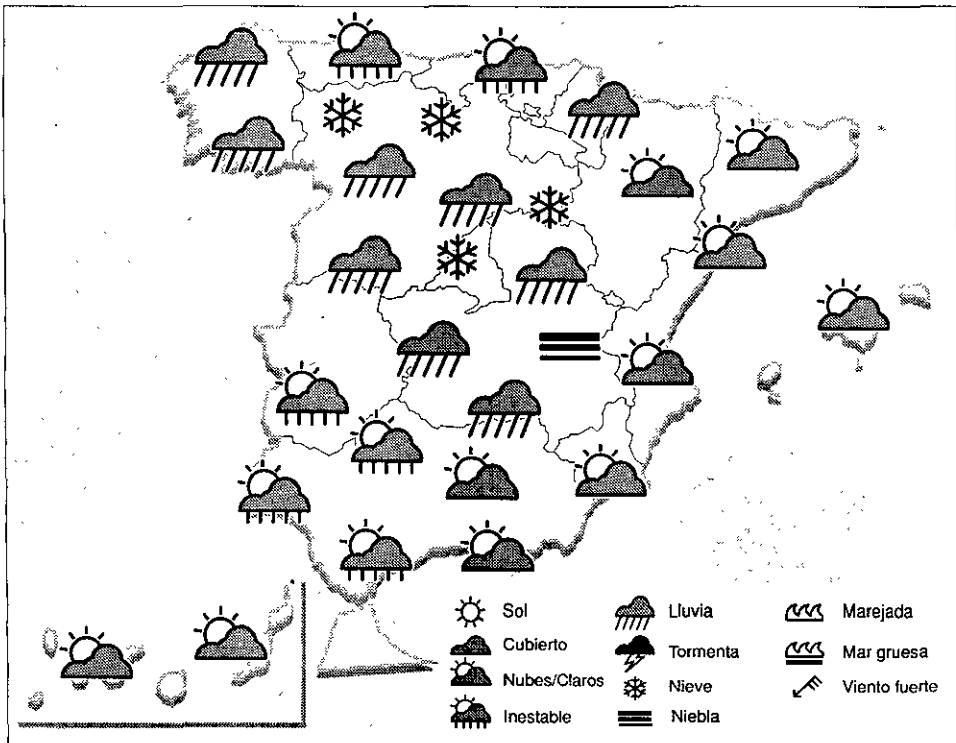 Sol
Cubierto
Nubes/Claros
Inestable
Lluvia
Tormenta
Nieve
Niebla
Marejada
Mar gruesa
Viento fuerte